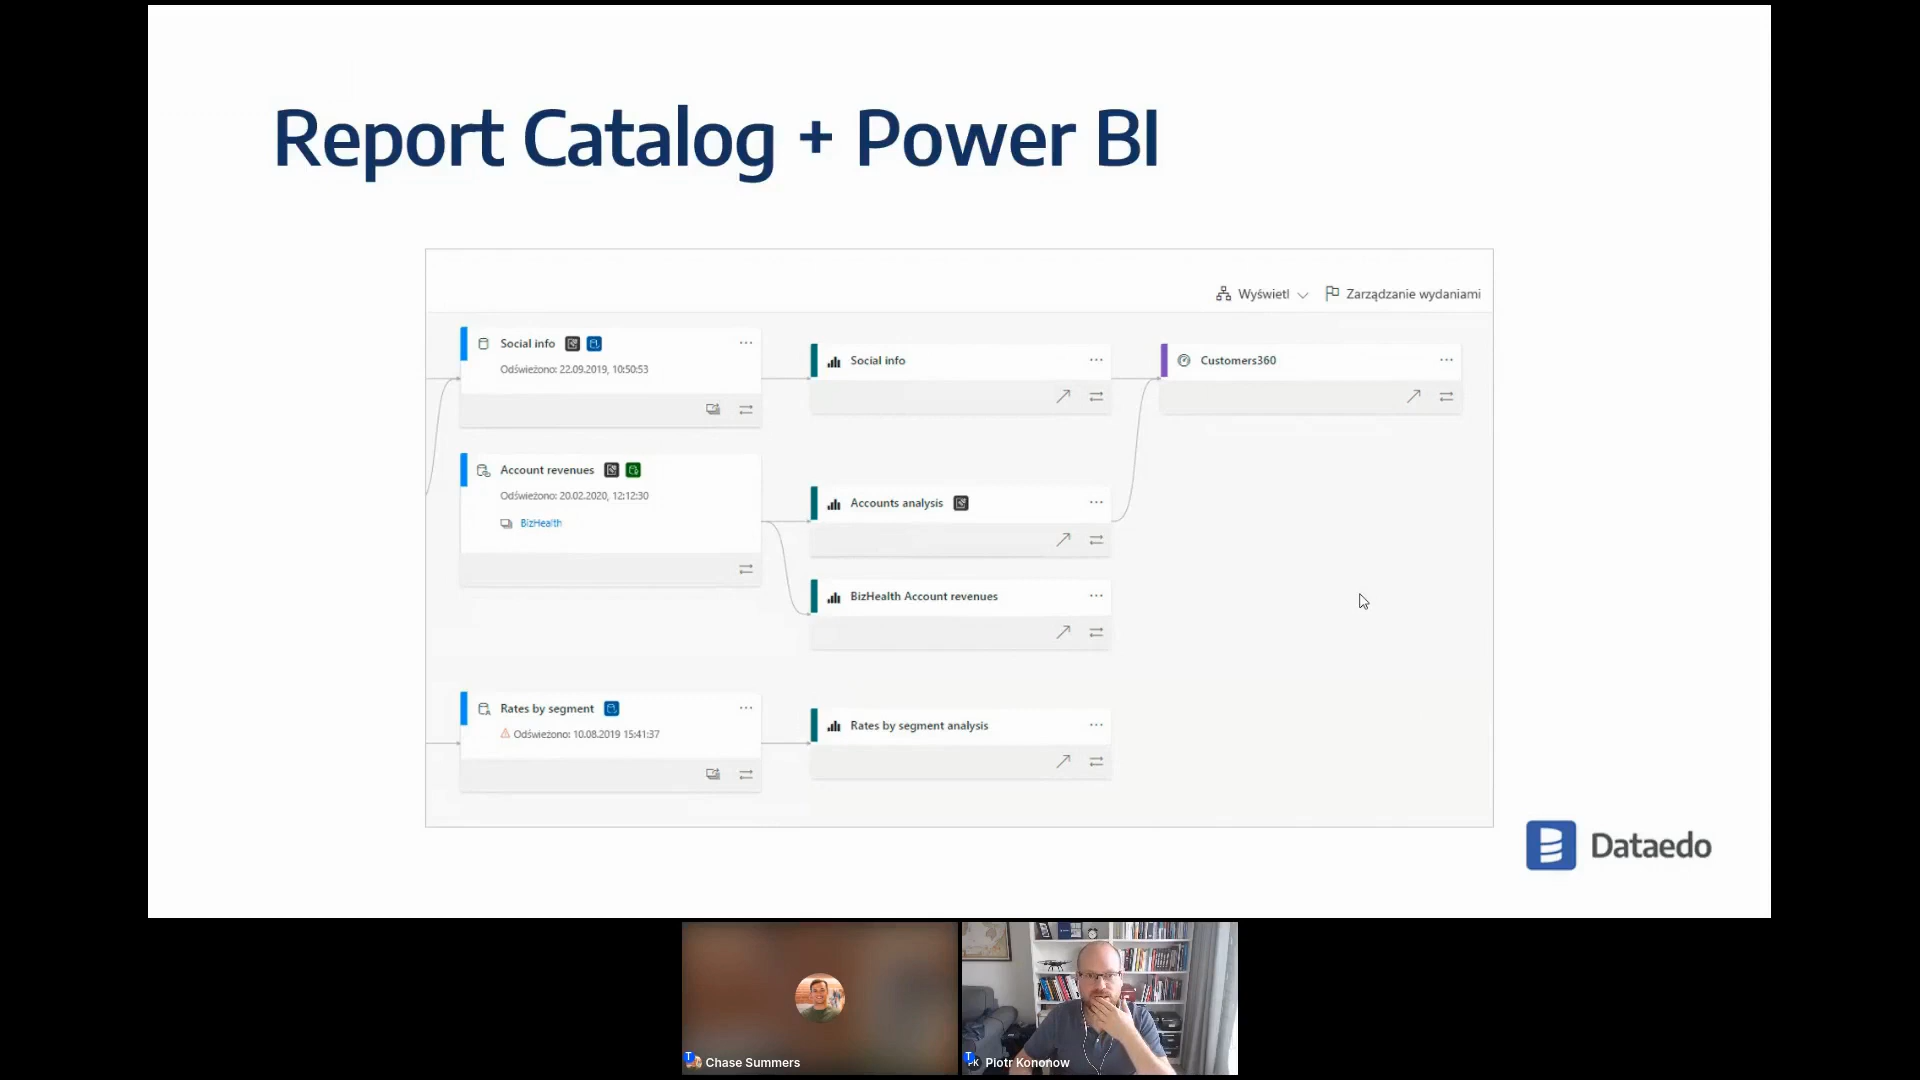 Report Catalog + Power BI
Wyświetl
Zarządzanie wydaniami
Social info
Odświeżono: 22.09.2019, 10:50:53
Social info
Customers360
Account revenues
Odświeżono: 20.02.2020, 12:12:30
BizHealth
Accounts analysis
BizHealth Account revenues
Rates by segment
Odświeżono: 10.08.2019 15:41:37
Rates by segment analysis
Dataedo
Chase Summers
Piotr Kononow